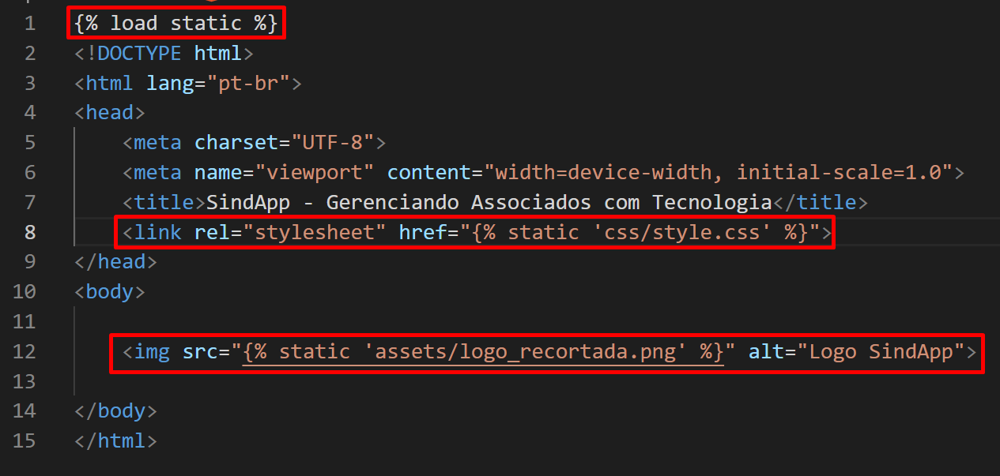 1 {% load static %}
2 <!DOCTYPE html>
3 <html lang="pt-br">
4 <head>
5     <meta charset="UTF-8">
6     <meta name="viewport" content="width=device-width, initial-scale=1.0">
7     <title>SindApp - Gerenciando Associados com Tecnologia</title>
8     <link rel="stylesheet" href="{% static 'css/style.css' %}">
9 </head>
10 <body>
11
12     <img src="{% static 'assets/logo_recortada.png' %}" alt="Logo SindApp">
13
14 </body>
15 </html>